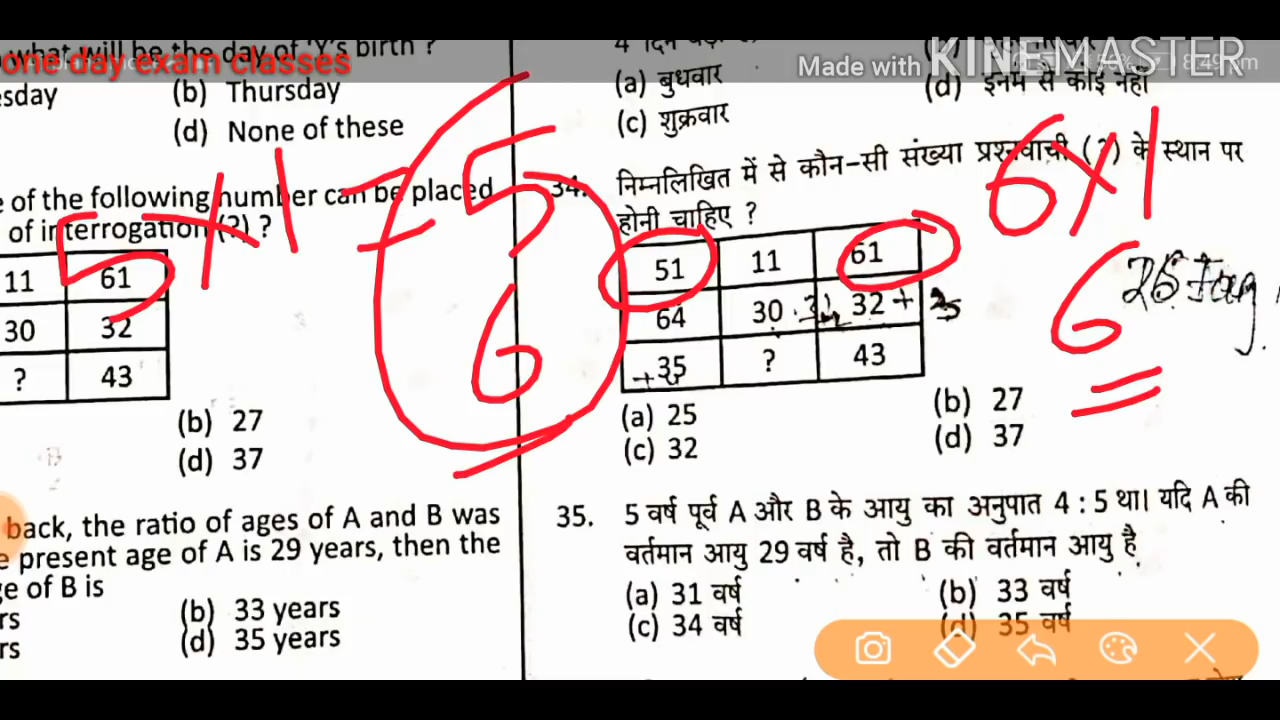 what will be the day of 'Y's birth ?
one day exam classes
esday
(b) Thursday
(d) None of these
e of the following number can be placed
of interrogation (?) ?
11 61
30 32
? 43
(b) 27
(d) 37
back, the ratio of ages of A and B was
e present age of A is 29 years, then the
ge of B is
rs
(b) 33 years
rs
(d) 35 years
Made with KINEMASTER
4 दिन
(a) बुधवार
(d) इनमें से कोई नहीं
(c) शुक्रवार
34. निम्नलिखित में से कौन-सी संख्या प्रश्नवाची (?) के स्थान पर
होनी चाहिए ?
51 11 61
64 30 32 +
+ 35 ? 43
(a) 25
(b) 27
(c) 32
(d) 37
35. 5 वर्ष पूर्व A और B के आयु का अनुपात 4 : 5 था। यदि A की
वर्तमान आयु 29 वर्ष है, तो B की वर्तमान आयु है
(a) 31 वर्ष
(b) 33 वर्ष
(c) 34 वर्ष
(d) 35 वर्ष
5x1
5
6
6x1
6